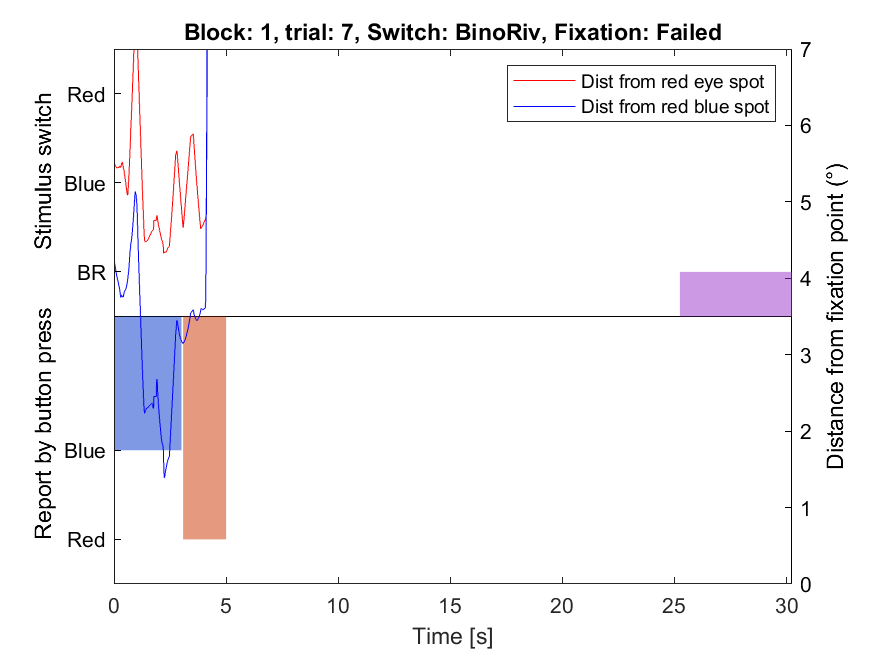 Block: 1, trial: 7, Switch: BinoRiv, Fixation: Failed
Dist from red eye spot
Dist from red blue spot
Stimulus switch
Red
Blue
BR
Report by button press
Blue
Red
7
6
5
4
3
2
1
0
Distance from fixation point (°)
0 5 10 15 20 25 30
Time [s]